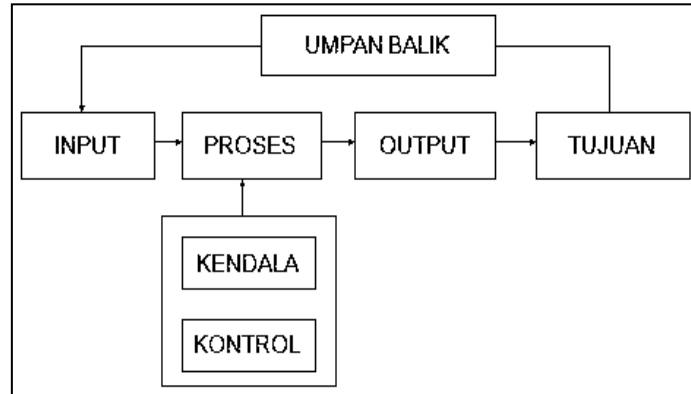 UMPAN BALIK
INPUT
PROSES
OUTPUT
TUJUAN
KENDALA
KONTROL